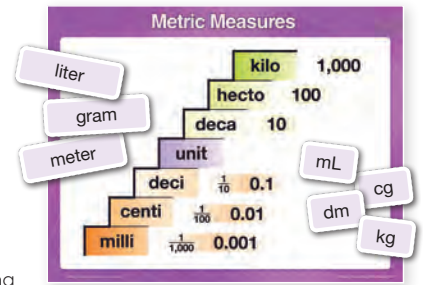 Metric Measures
liter
gram
meter
kilo 1,000
hecto 100
deca 10
unit
deci 1/10 0.1
centi 1/100 0.01
milli 1/1,000 0.001
mL
cg
dm
kg
ng